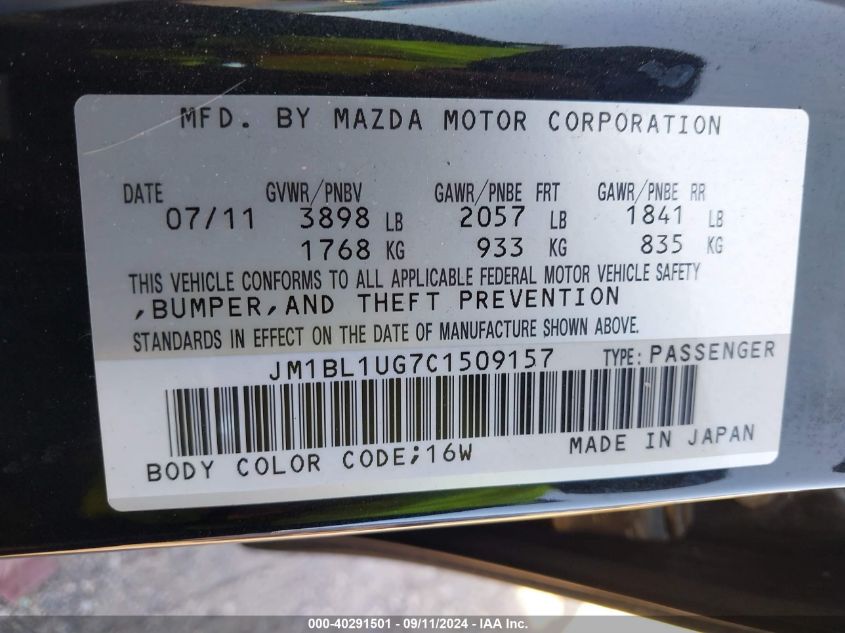 MFD. BY MAZDA MOTOR CORPORATION
DATE GVWR/PNBV GAWR/PNBE FRT GAWR/PNBE RR
07/11 3898 LB 2057 LB 1841 LB
1768 KG 933 KG 835 KG
THIS VEHICLE CONFORMS TO ALL APPLICABLE FEDERAL MOTOR VEHICLE SAFETY
,BUMPER,AND THEFT PREVENTION
STANDARDS IN EFFECT ON THE DATE OF MANUFACTURE SHOWN ABOVE.
JM1BL1UG7C1509157 TYPE: PASSENGER
BODY COLOR CODE;16W MADE IN JAPAN
000-40291501 - 09/11/2024 - IAA Inc.